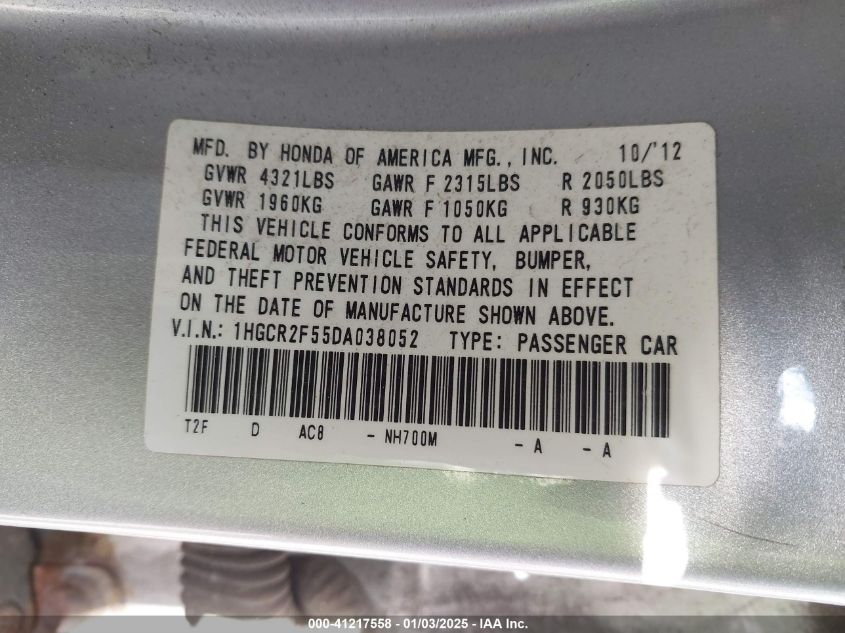 MFD. BY HONDA OF AMERICA MFG., INC. 10/'12
GVWR 4321LBS GAWR F 2315LBS R 2050LBS
GVWR 1960KG GAWR F 1050KG R 930KG
THIS VEHICLE CONFORMS TO ALL APPLICABLE
FEDERAL MOTOR VEHICLE SAFETY, BUMPER,
AND THEFT PREVENTION STANDARDS IN EFFECT
ON THE DATE OF MANUFACTURE SHOWN ABOVE.
V.I.N.: 1HGCR2F55DA038052 TYPE: PASSENGER CAR
T2F D AC8 - NH700M - A - A
000-41217558 — 01/03/2025 — IAA Inc.